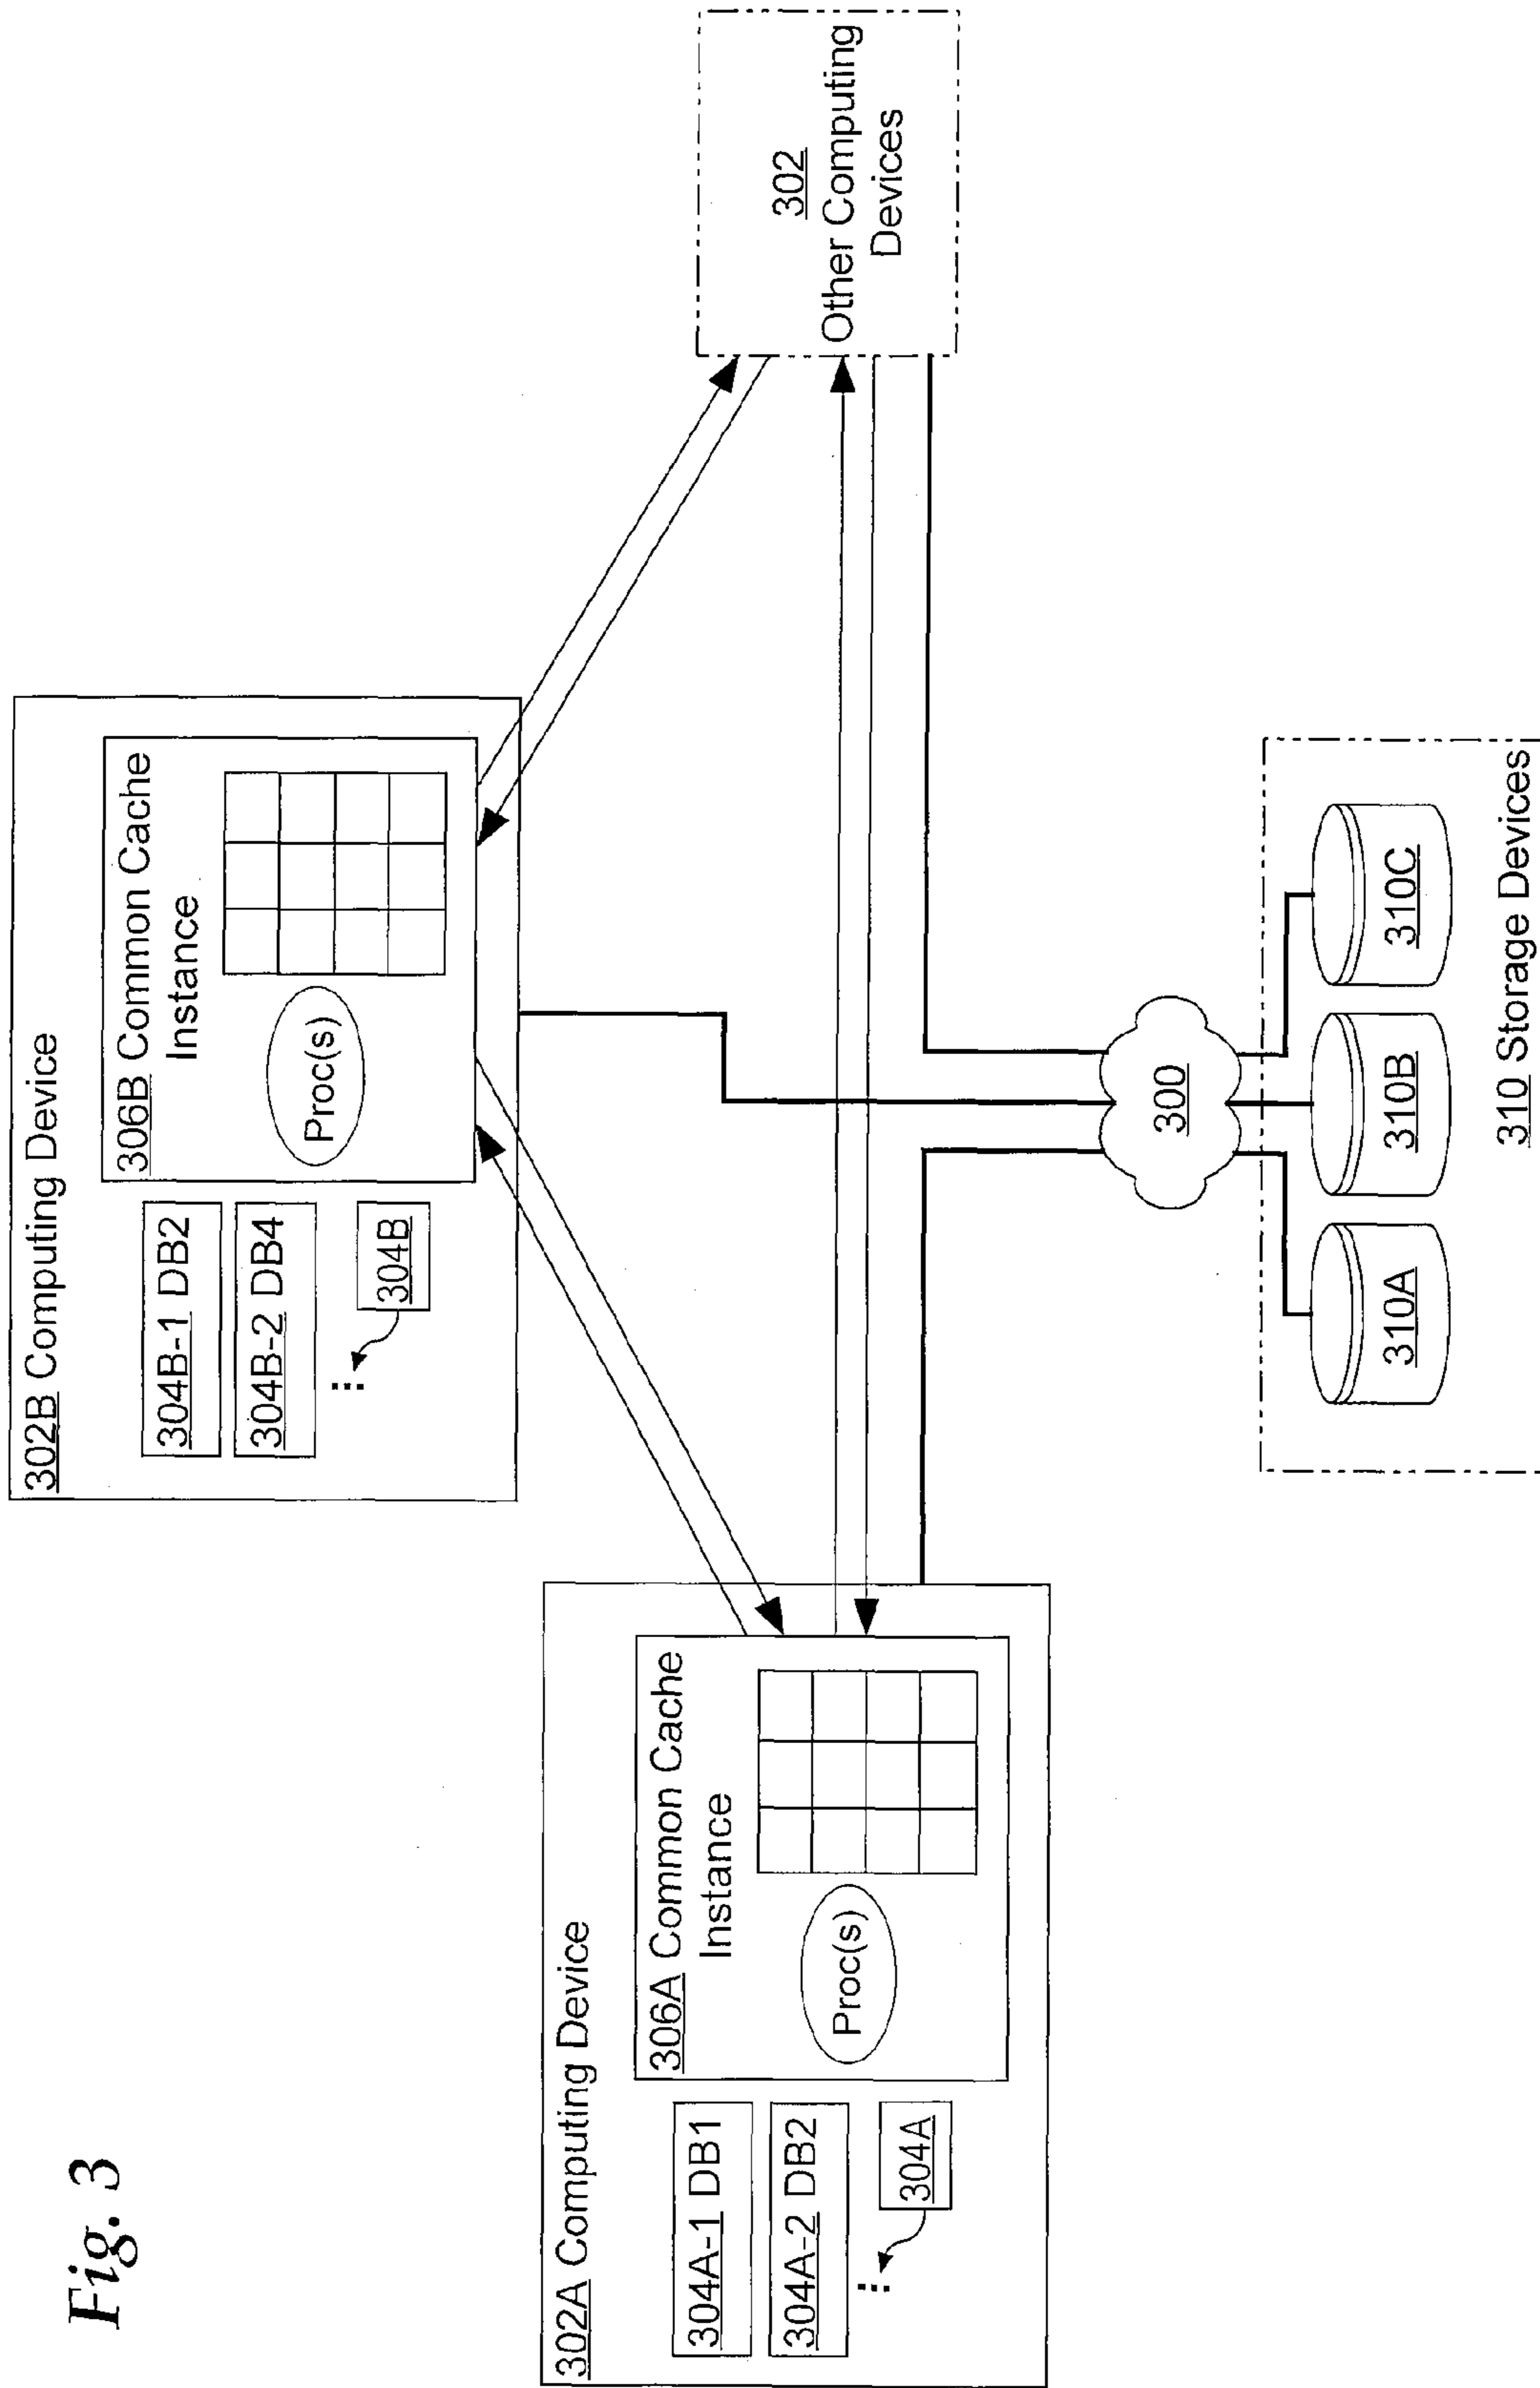 Fig. 3
302B Computing Device
304B-1 DB2
304B-2 DB4
304B
306B Common Cache
Instance
Proc(s)
302A Computing Device
304A-1 DB1
304A-2 DB2
304A
306A Common Cache
Instance
Proc(s)
302
Other Computing
Devices
300
310A
310B
310C
310 Storage Devices